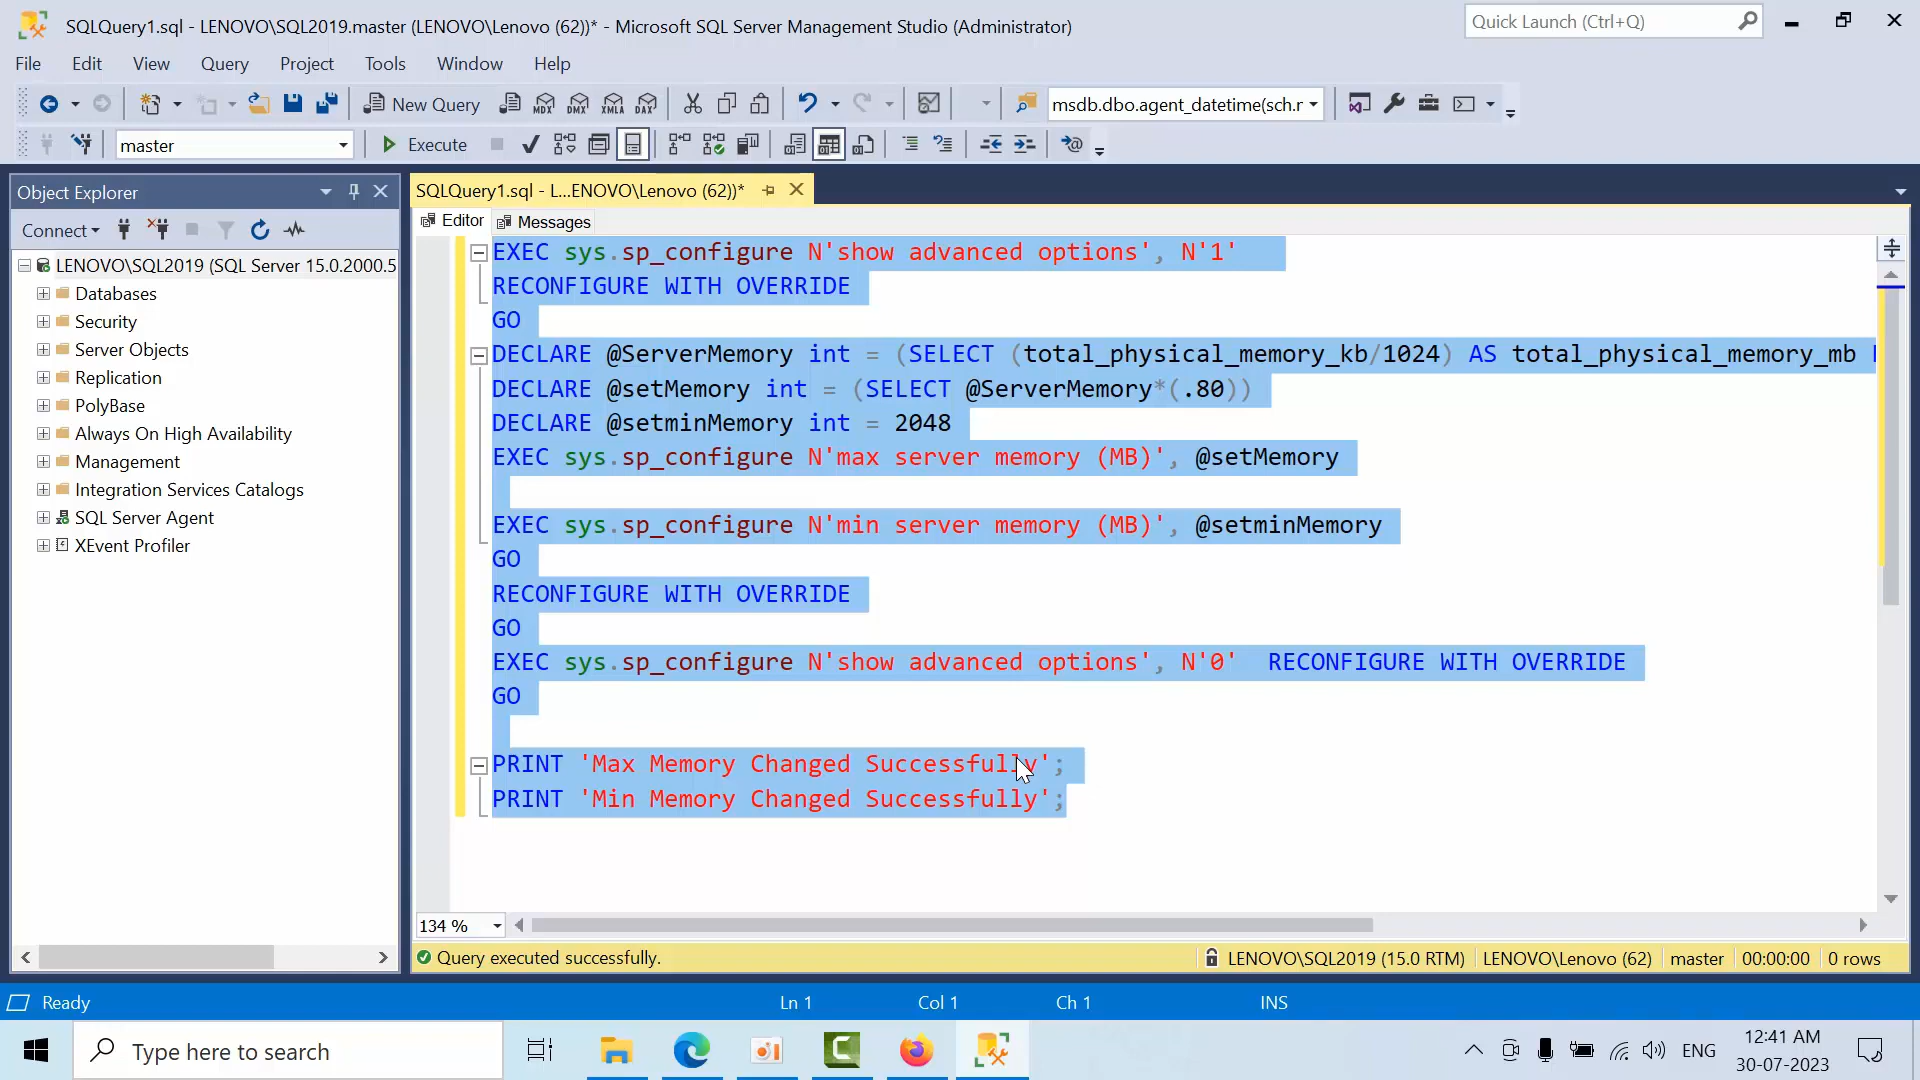 SQLQuery1.sql - LENOVO\SQL2019.master (LENOVO\Lenovo (62))* - Microsoft SQL Server Management Studio (Administrator)
Quick Launch (Ctrl+Q)
File Edit View Query Project Tools Window Help
New Query MDX DMX XMLA DAX msdb.dbo.agent_datetime(sch.r
master Execute
Object Explorer
Connect
LENOVO\SQL2019 (SQL Server 15.0.2000.5
Databases
Security
Server Objects
Replication
PolyBase
Always On High Availability
Management
Integration Services Catalogs
SQL Server Agent
XEvent Profiler
SQLQuery1.sql - L...ENOVO\Lenovo (62))*
Editor Messages
EXEC sys.sp_configure N'show advanced options', N'1'
RECONFIGURE WITH OVERRIDE
GO
DECLARE @ServerMemory int = (SELECT (total_physical_memory_kb/1024) AS total_physical_memory_mb
DECLARE @setMemory int = (SELECT @ServerMemory*(.80))
DECLARE @setminMemory int = 2048
EXEC sys.sp_configure N'max server memory (MB)', @setMemory
EXEC sys.sp_configure N'min server memory (MB)', @setminMemory
GO
RECONFIGURE WITH OVERRIDE
GO
EXEC sys.sp_configure N'show advanced options', N'0' RECONFIGURE WITH OVERRIDE
GO
PRINT 'Max Memory Changed Successfully';
PRINT 'Min Memory Changed Successfully';
134 %
Query executed successfully. LENOVO\SQL2019 (15.0 RTM) LENOVO\Lenovo (62) master 00:00:00 0 rows
Ready Ln 1 Col 1 Ch 1 INS
Type here to search
ENG
12:41 AM
30-07-2023